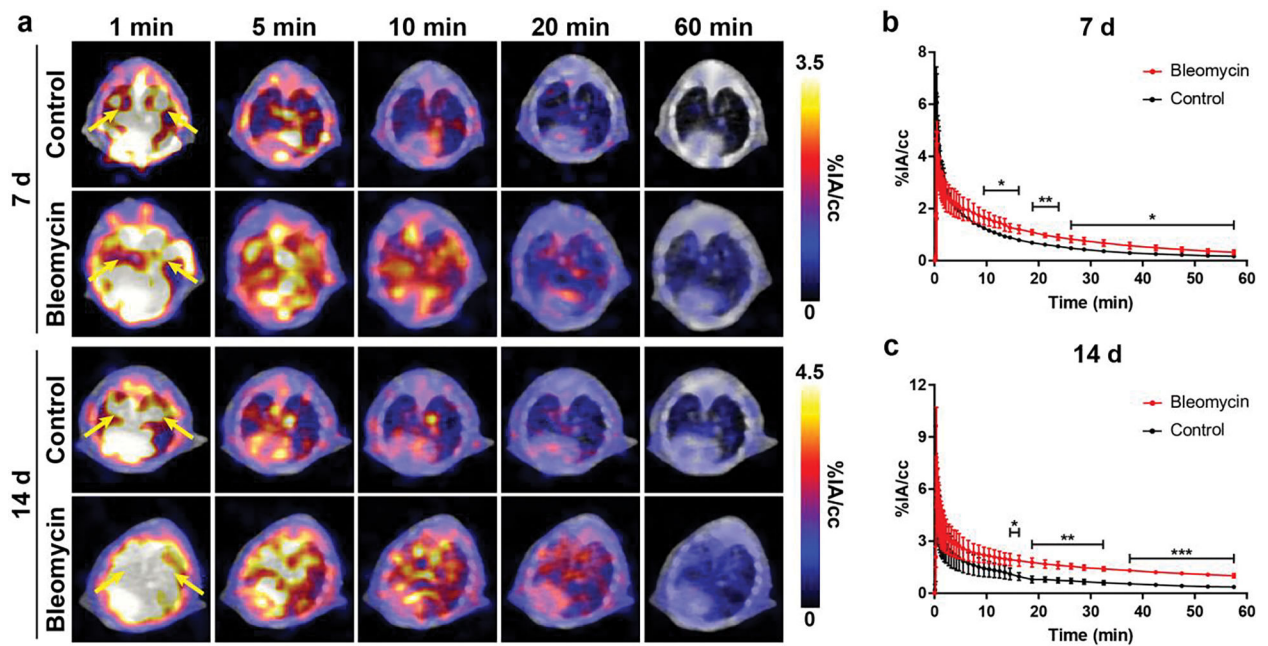 a
1 min 5 min 10 min 20 min 60 min
7 d
Control
Bleomycin
3.5
%IA/cc
0
14 d
Control
Bleomycin
4.5
%IA/cc
0
b
7 d
Bleomycin
Control
%IA/cc
8
6
4
2
0
* ** *
0 10 20 30 40 50 60
Time (min)
c
14 d
Bleomycin
Control
%IA/cc
12
9
6
3
0
* ** ***
0 10 20 30 40 50 60
Time (min)